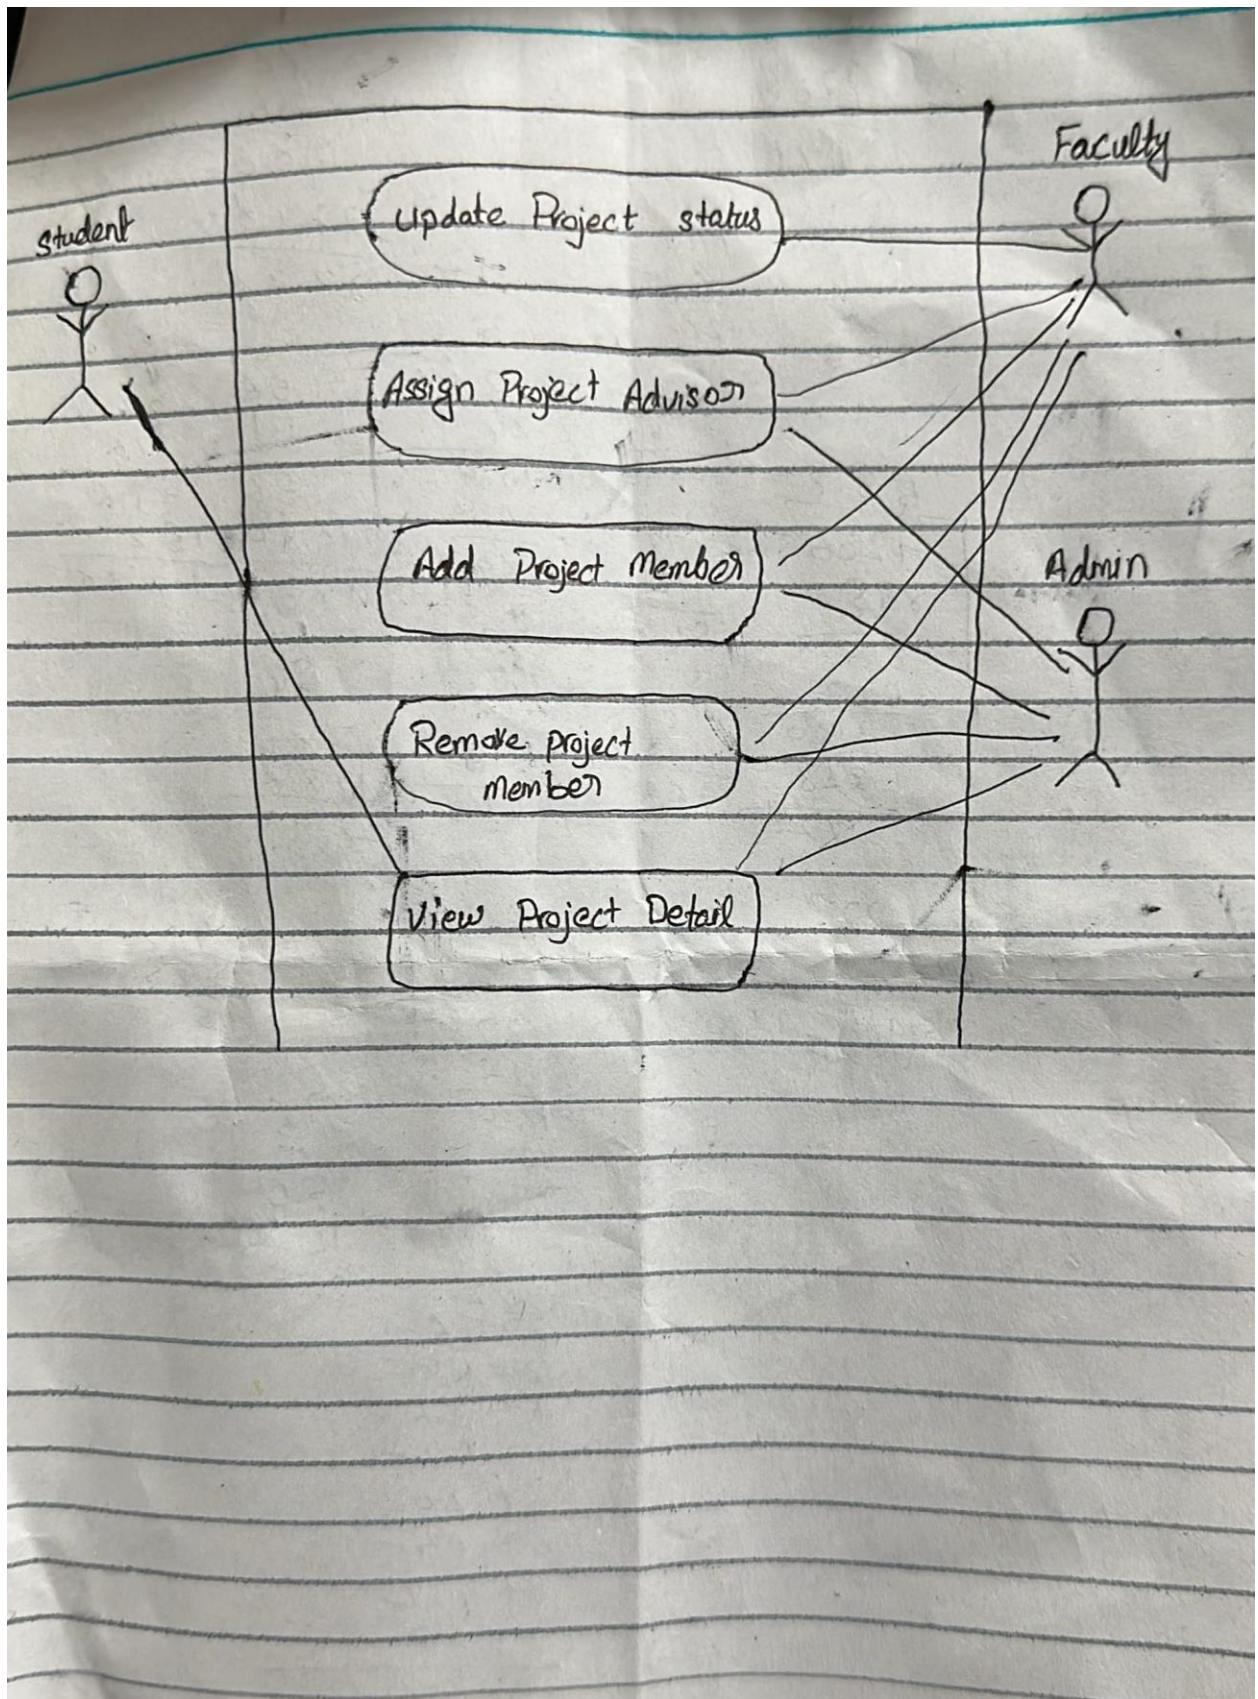 Faculty
student
update Project status
Assign Project Advisor
Add Project Member
Admin
Remove project
member
View Project Detail